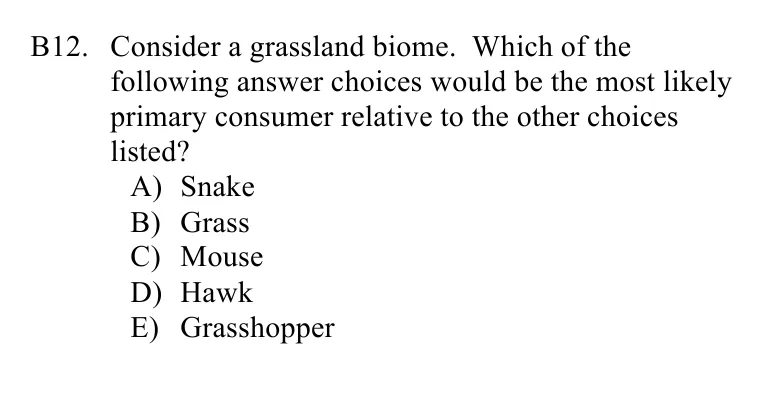 B12. Consider a grassland biome. Which of the
following answer choices would be the most likely
primary consumer relative to the other choices
listed?
A) Snake
B) Grass
C) Mouse
D) Hawk
E) Grasshopper